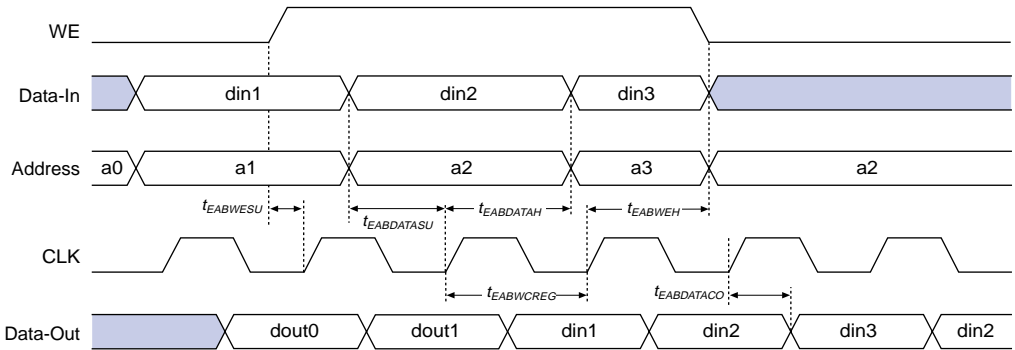 WE
Data-In din1 din2 din3
Address a0 a1 a2 a3 a2
tEABWESU tEABDATASU tEABDATAH tEABWEH
CLK
tEABWCREG tEABDATACO
Data-Out dout0 dout1 din1 din2 din3 din2